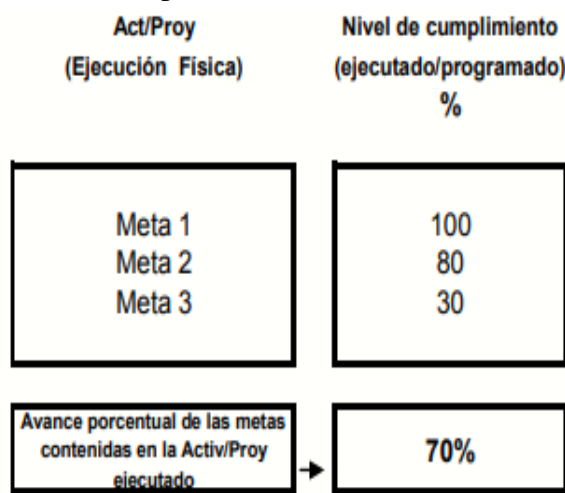 Act/Proy
(Ejecución Física)
Nivel de cumplimiento
(ejecutado/programado)
%
Meta 1
Meta 2
Meta 3
100
80
30
Avance porcentual de las metas
contenidas en la Activ/Proy
ejecutado
70%